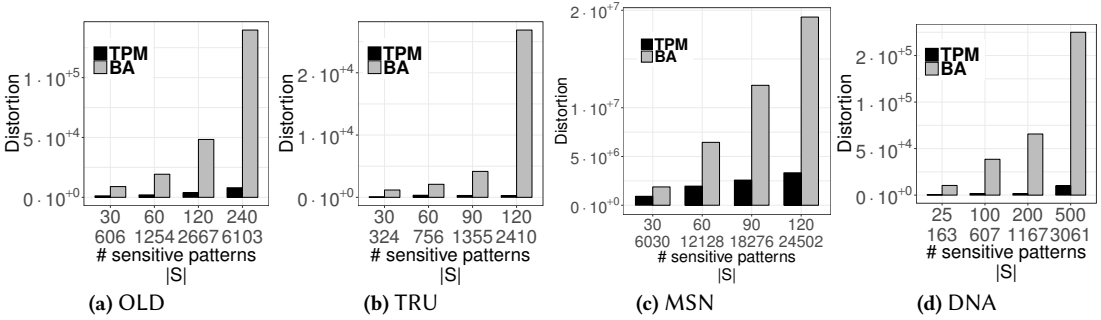 Distortion
1 · 10⁺⁵
5 · 10⁺⁴
0 · 10⁺⁰
TPM
BA
30 60 120 240
606 1254 2667 6103
# sensitive patterns
|S|
(a) OLD
Distortion
2 · 10⁺⁴
1 · 10⁺⁴
0 · 10⁺⁰
TPM
BA
30 60 90 120
324 756 1355 2410
# sensitive patterns
|S|
(b) TRU
Distortion
2 · 10⁺⁷
1 · 10⁺⁷
5 · 10⁺⁶
0 · 10⁺⁰
TPM
BA
30 60 90 120
6030 12128 18276 24502
# sensitive patterns
|S|
(c) MSN
Distortion
2 · 10⁺⁵
1 · 10⁺⁵
5 · 10⁺⁴
0 · 10⁺⁰
TPM
BA
25 100 200 500
163 607 1167 3061
# sensitive patterns
|S|
(d) DNA